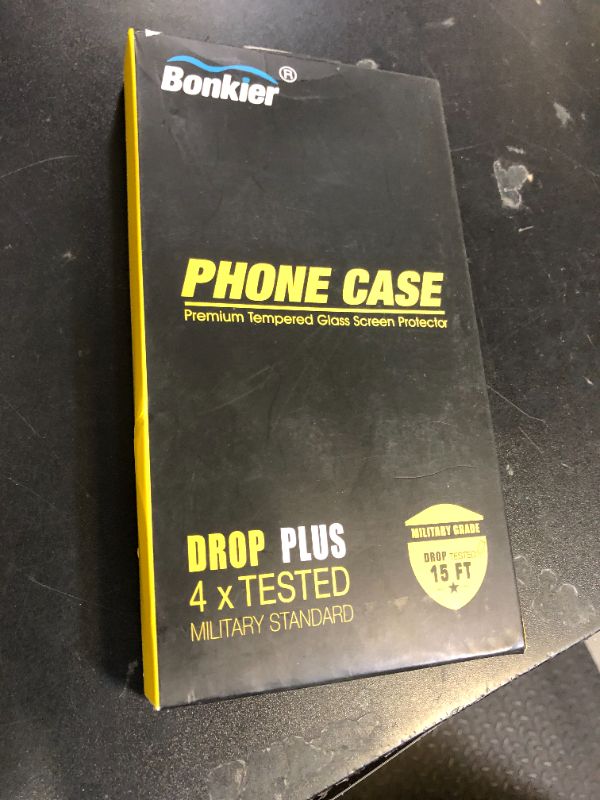 Bonkier®
PHONE CASE
Premium Tempered Glass Screen Protector
DROP PLUS
4 x TESTED
MILITARY STANDARD
MILITARY GRADE
DROP TESTED
15 FT